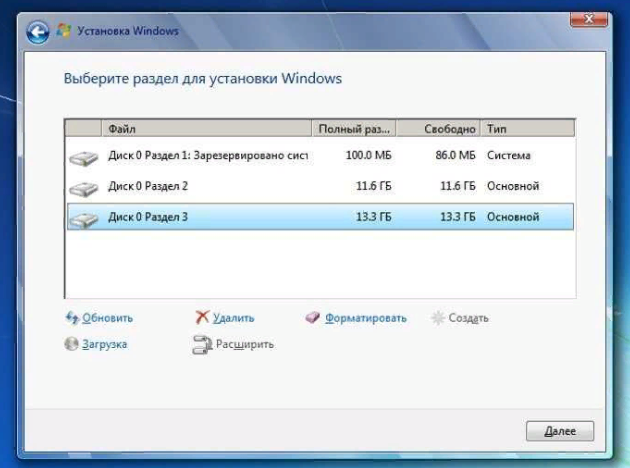 Установка Windows
Выберите раздел для установки Windows
Файл Полный раз... Свободно Тип
Диск 0 Раздел 1: Зарезервировано сист 100.0 МБ 86.0 МБ Система
Диск 0 Раздел 2 11.6 ГБ 11.6 ГБ Основной
Диск 0 Раздел 3 13.3 ГБ 13.3 ГБ Основной
Обновить Удалить Форматировать Создать
Загрузка Расширить
Далее